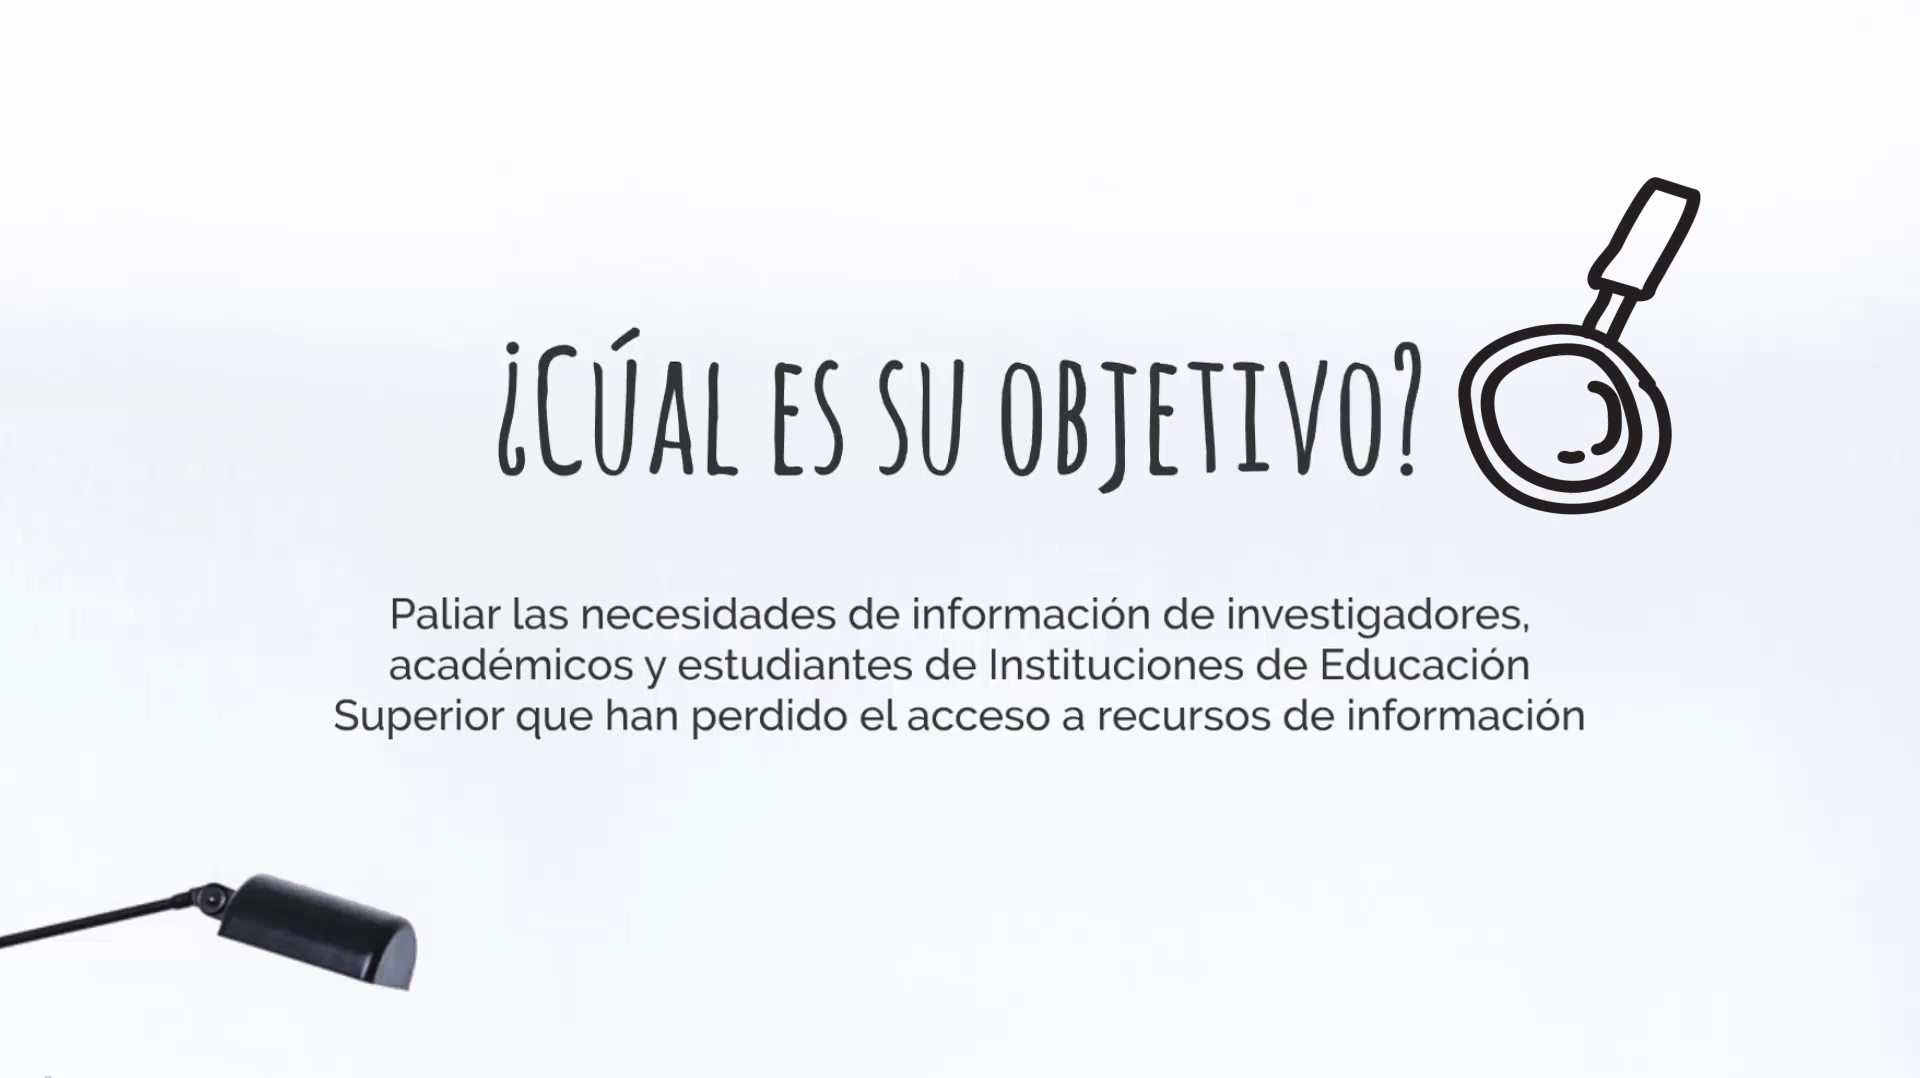 ¿Cúal es su objetivo?
Paliar las necesidades de información de investigadores,
académicos y estudiantes de Instituciones de Educación
Superior que han perdido el acceso a recursos de información